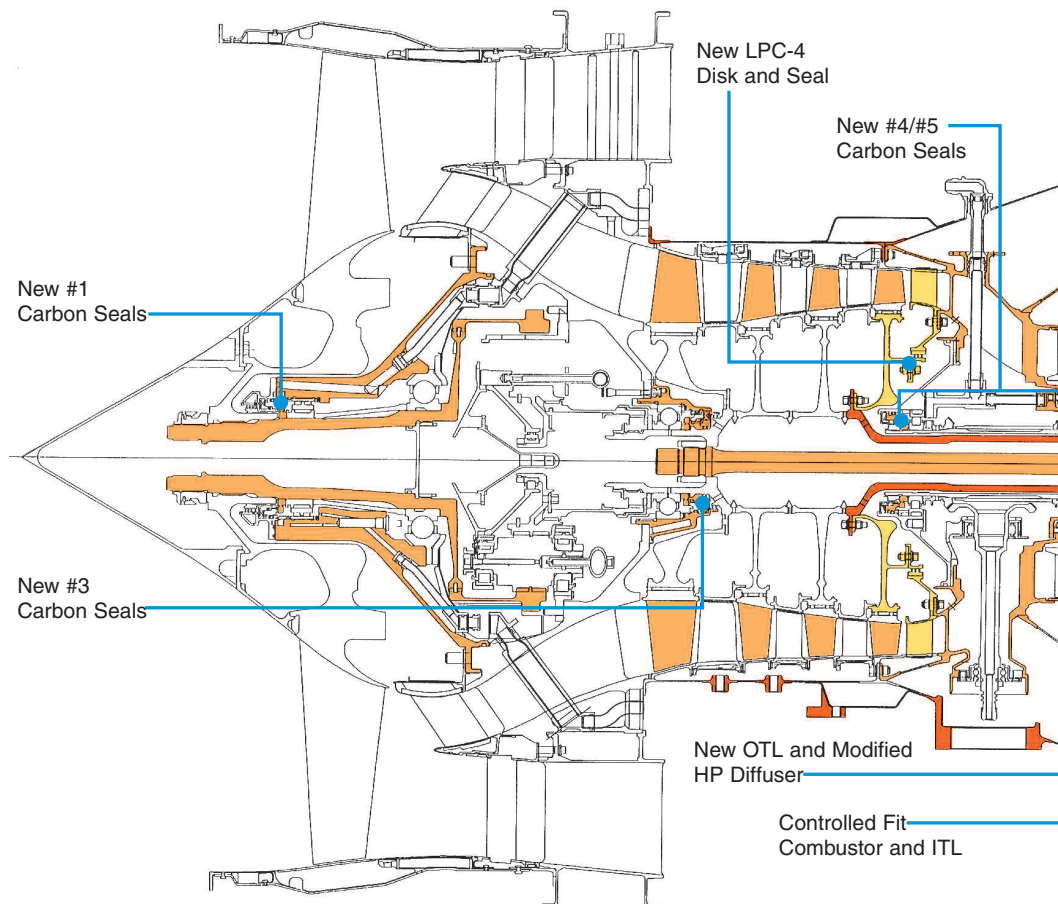 New LPC-4
Disk and Seal
New #4/#5
Carbon Seals
New #1
Carbon Seals
New #3
Carbon Seals
New OTL and Modified
HP Diffuser
Controlled Fit
Combustor and ITL